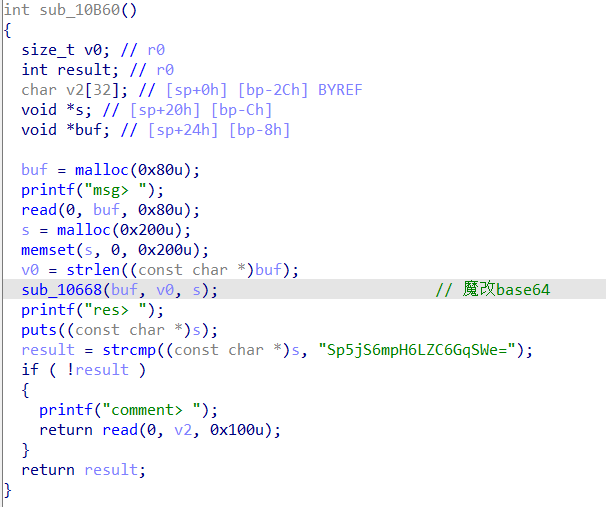 int sub_10B60()
{
  size_t v0; // r0
  int result; // r0
  char v2[32]; // [sp+0h] [bp-2Ch] BYREF
  void *s; // [sp+20h] [bp-Ch]
  void *buf; // [sp+24h] [bp-8h]

  buf = malloc(0x80u);
  printf("msg> ");
  read(0, buf, 0x80u);
  s = malloc(0x200u);
  memset(s, 0, 0x200u);
  v0 = strlen((const char *)buf);
  sub_10668(buf, v0, s); // 魔改base64
  printf("res> ");
  puts((const char *)s);
  result = strcmp((const char *)s, "Sp5jS6mpH6LZC6GqSWe=");
  if ( !result )
  {
    printf("comment> ");
    return read(0, v2, 0x100u);
  }
  return result;
}